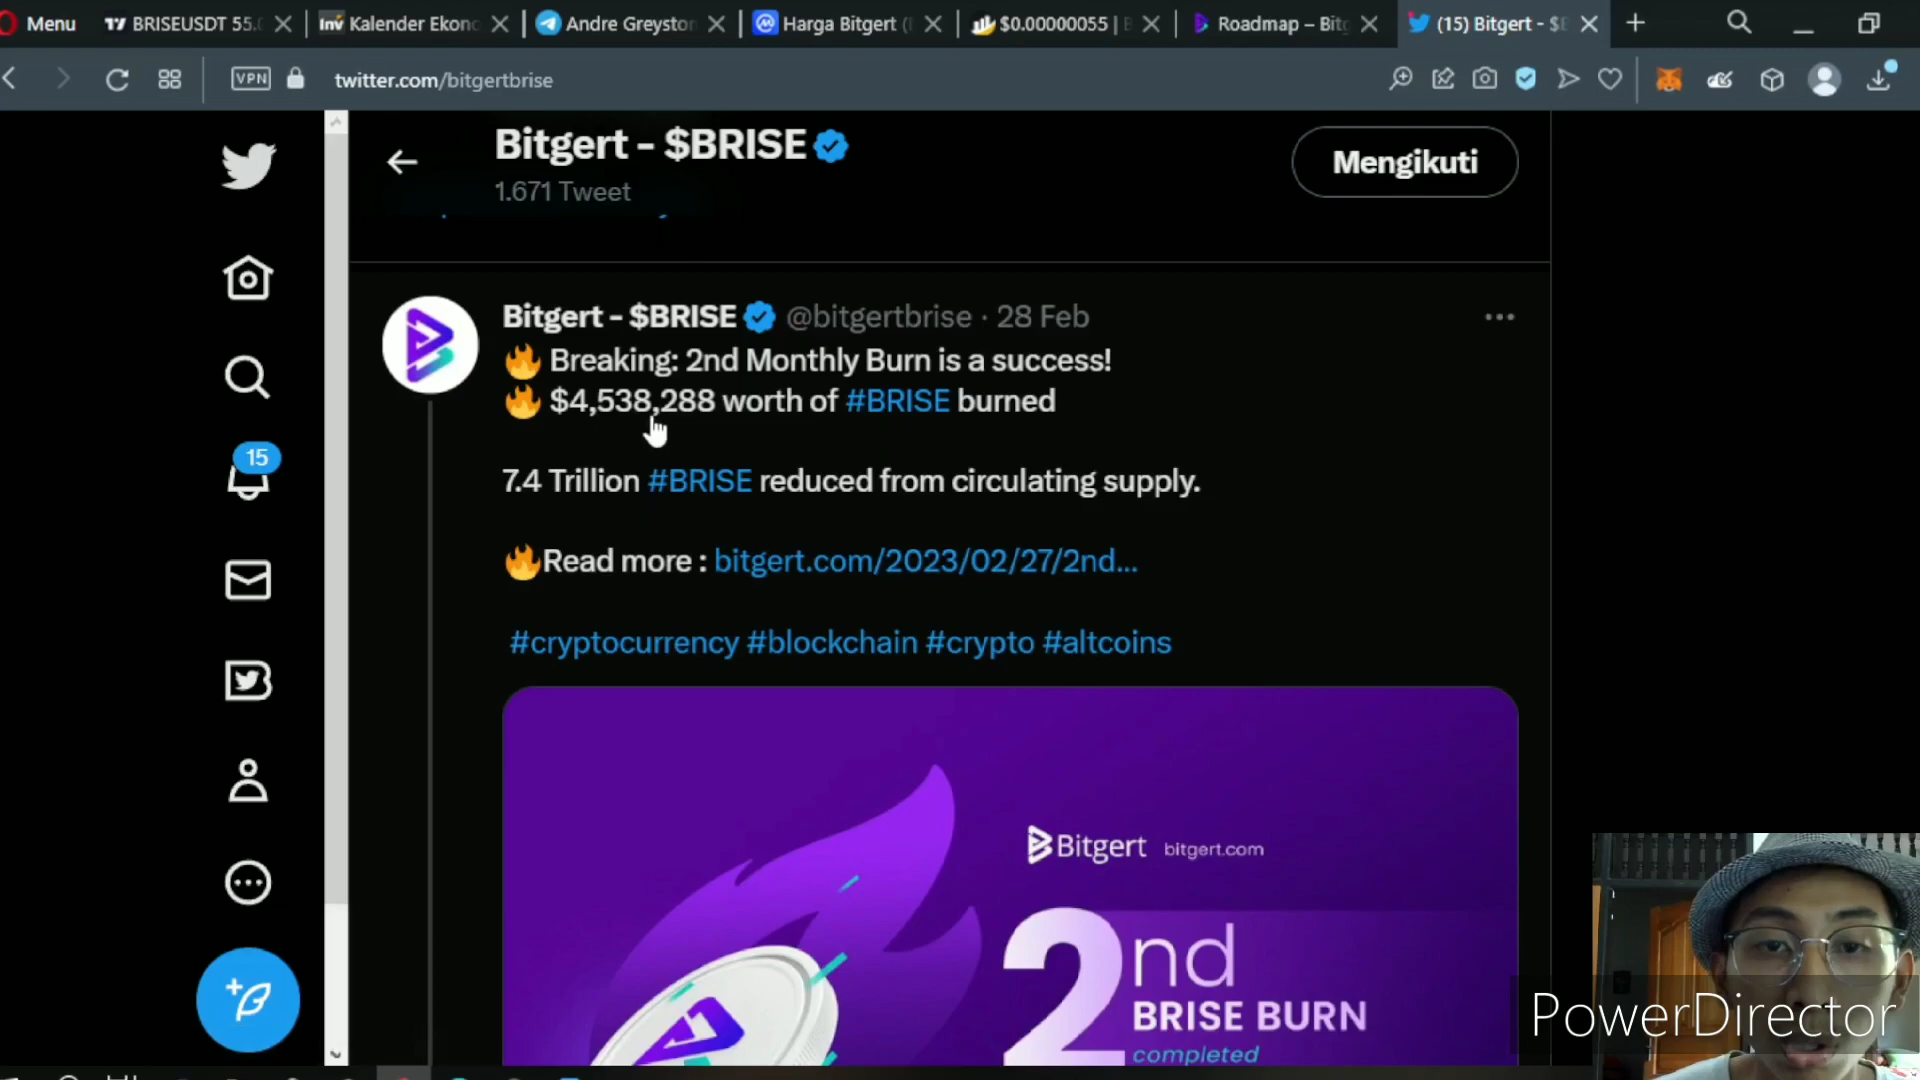 Menu
BRISEUSDT 55.
Inv Kalender Ekon
Andre Greyston
Harga Bitgert (
$0.00000055 | B
Roadmap – Bitg
(15) Bitgert - $B
VPN
twitter.com/bitgertbrise
Bitgert - $BRISE
1.671 Tweet
Mengikuti
Bitgert - $BRISE @bitgertbrise · 28 Feb
🔥 Breaking: 2nd Monthly Burn is a success!
🔥 $4,538,288 worth of #BRISE burned
7.4 Trillion #BRISE reduced from circulating supply.
🔥Read more : bitgert.com/2023/02/27/2nd...
#cryptocurrency #blockchain #crypto #altcoins
15
Bitgert bitgert.com
2nd
BRISE BURN
completed
PowerDirector